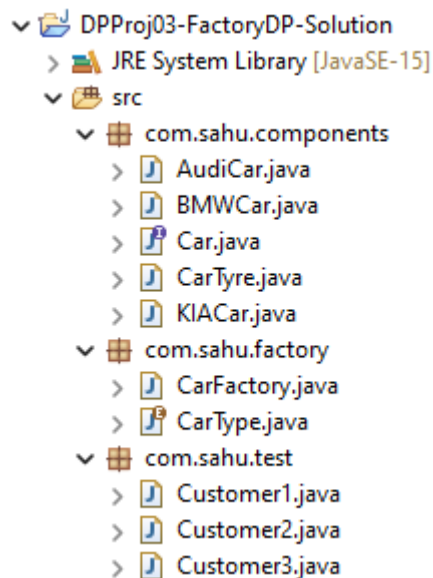 DPProj03-FactoryDP-Solution
JRE System Library [JavaSE-15]
src
com.sahu.components
AudiCar.java
BMWCar.java
Car.java
CarTyre.java
KIACar.java
com.sahu.factory
CarFactory.java
CarType.java
com.sahu.test
Customer1.java
Customer2.java
Customer3.java